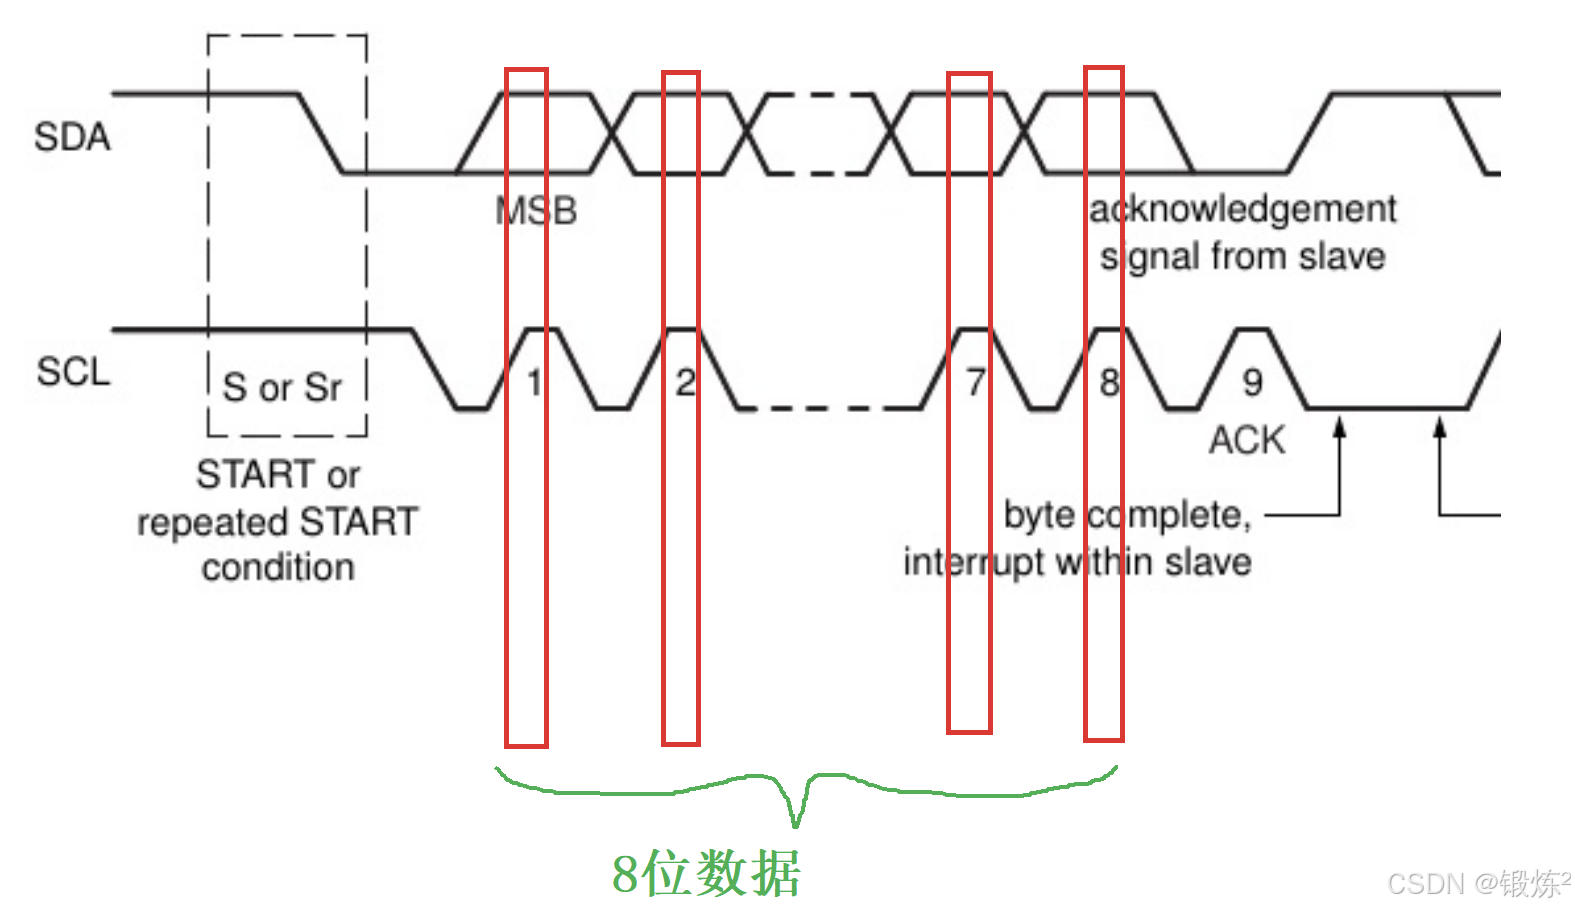 SDA
MSB
acknowledgement
signal from slave
SCL
S or Sr
1
2
7
8
9
ACK
START or
repeated START
condition
byte complete,
interrupt within slave
8位数据
CSDN @锻炼²